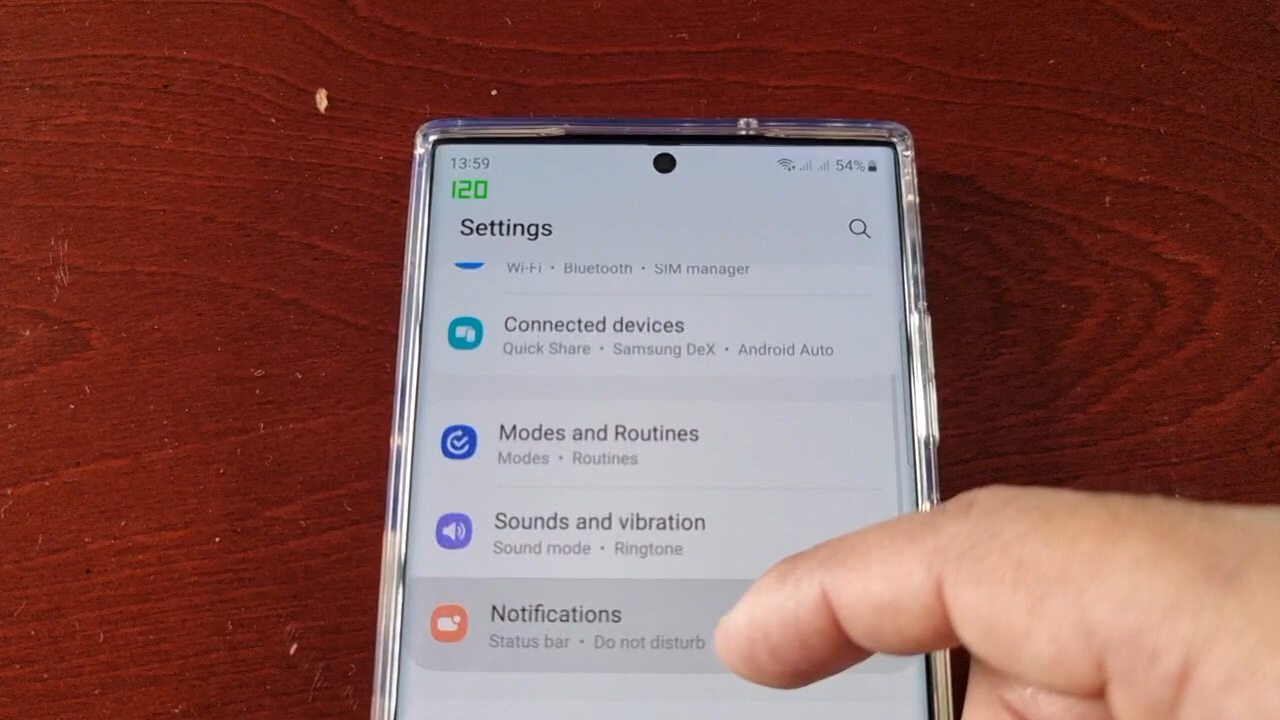 13:59
54%
120
Settings
Wi-Fi • Bluetooth • SIM manager
Connected devices
Quick Share • Samsung DeX • Android Auto
Modes and Routines
Modes • Routines
Sounds and vibration
Sound mode • Ringtone
Notifications
Status bar • Do not disturb